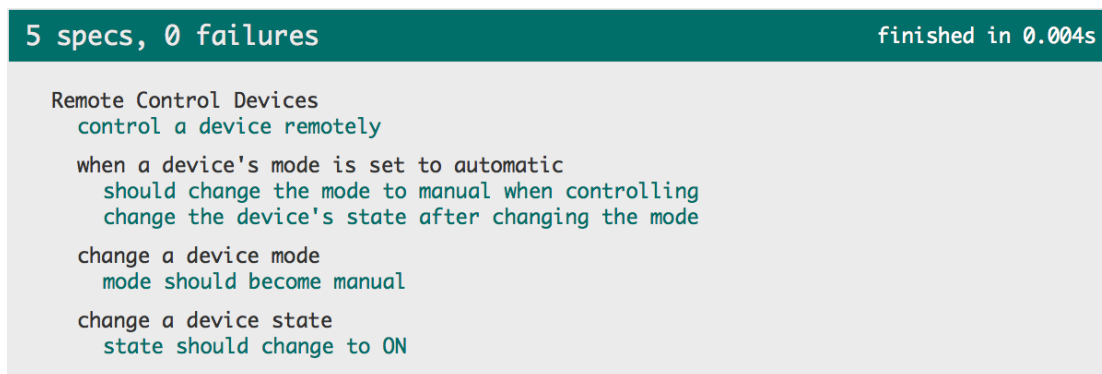 5 specs, 0 failures
finished in 0.004s
Remote Control Devices
control a device remotely
when a device's mode is set to automatic
should change the mode to manual when controlling
change the device's state after changing the mode
change a device mode
mode should become manual
change a device state
state should change to ON